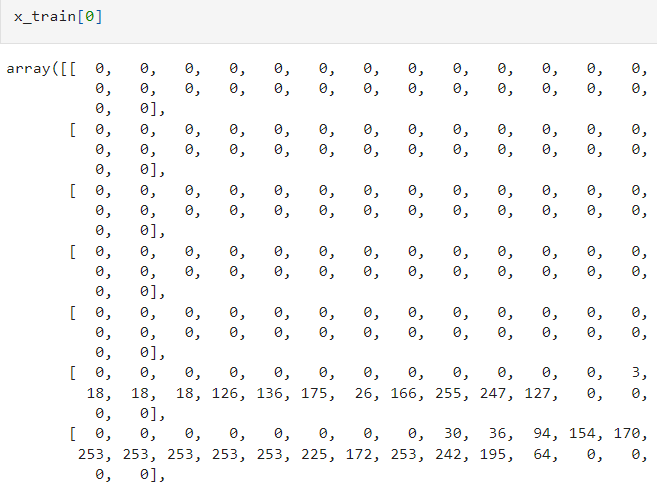 x_train[0]
array([[  0,   0,   0,   0,   0,   0,   0,   0,   0,   0,   0,   0,   0,
          0,   0,   0,   0,   0,   0,   0,   0,   0,   0,   0,   0,   0,
          0,   0],
       [  0,   0,   0,   0,   0,   0,   0,   0,   0,   0,   0,   0,   0,
          0,   0,   0,   0,   0,   0,   0,   0,   0,   0,   0,   0,   0,
          0,   0],
       [  0,   0,   0,   0,   0,   0,   0,   0,   0,   0,   0,   0,   0,
          0,   0,   0,   0,   0,   0,   0,   0,   0,   0,   0,   0,   0,
          0,   0],
       [  0,   0,   0,   0,   0,   0,   0,   0,   0,   0,   0,   0,   0,
          0,   0,   0,   0,   0,   0,   0,   0,   0,   0,   0,   0,   0,
          0,   0],
       [  0,   0,   0,   0,   0,   0,   0,   0,   0,   0,   0,   0,   0,
          0,   0,   0,   0,   0,   0,   0,   0,   0,   0,   0,   0,   0,
          0,   0],
       [  0,   0,   0,   0,   0,   0,   0,   0,   0,   0,   0,   0,   3,
         18,  18,  18, 126, 136, 175,  26, 166, 255, 247, 127,   0,   0,
          0,   0],
       [  0,   0,   0,   0,   0,   0,   0,   0,  30,  36,  94, 154, 170,
        253, 253, 253, 253, 253, 225, 172, 253, 242, 195,  64,   0,   0,
          0,   0],